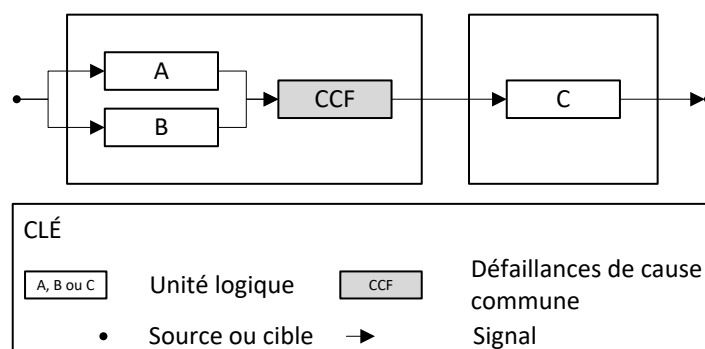 A
B
CCF
C
CLÉ
A, B ou C
Unité logique
CCF
Défaillances de cause
commune
Source ou cible
Signal